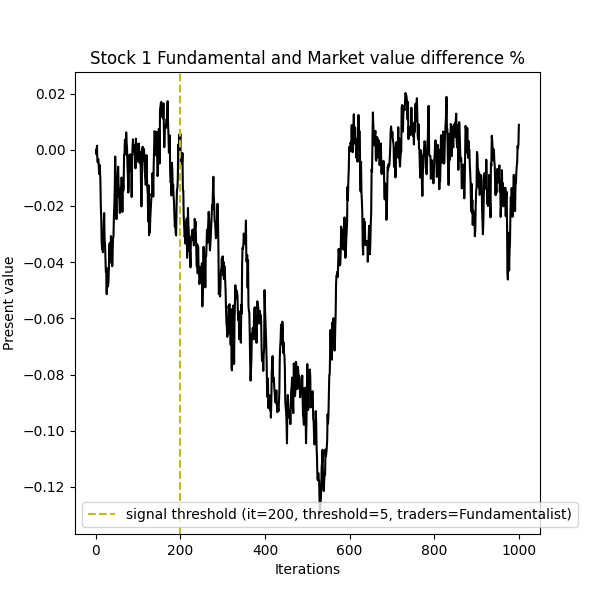 Stock 1 Fundamental and Market value difference %
Present value
0.02
0.00
−0.02
−0.04
−0.06
−0.08
−0.10
−0.12
signal threshold (it=200, threshold=5, traders=Fundamentalist)
0 200 400 600 800 1000
Iterations